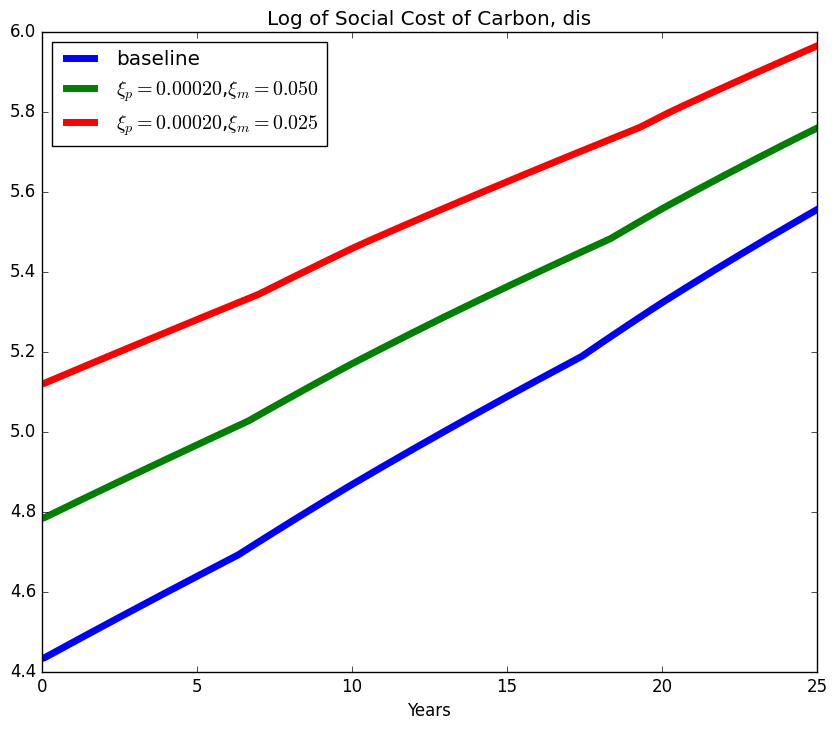 Log of Social Cost of Carbon, dis
6.0
baseline
ξp = 0.00020,ξm = 0.050
ξp = 0.00020,ξm = 0.025
5.8
5.6
5.4
5.2
5.0
4.8
4.6
4.4
0 5 10 15 20 25
Years